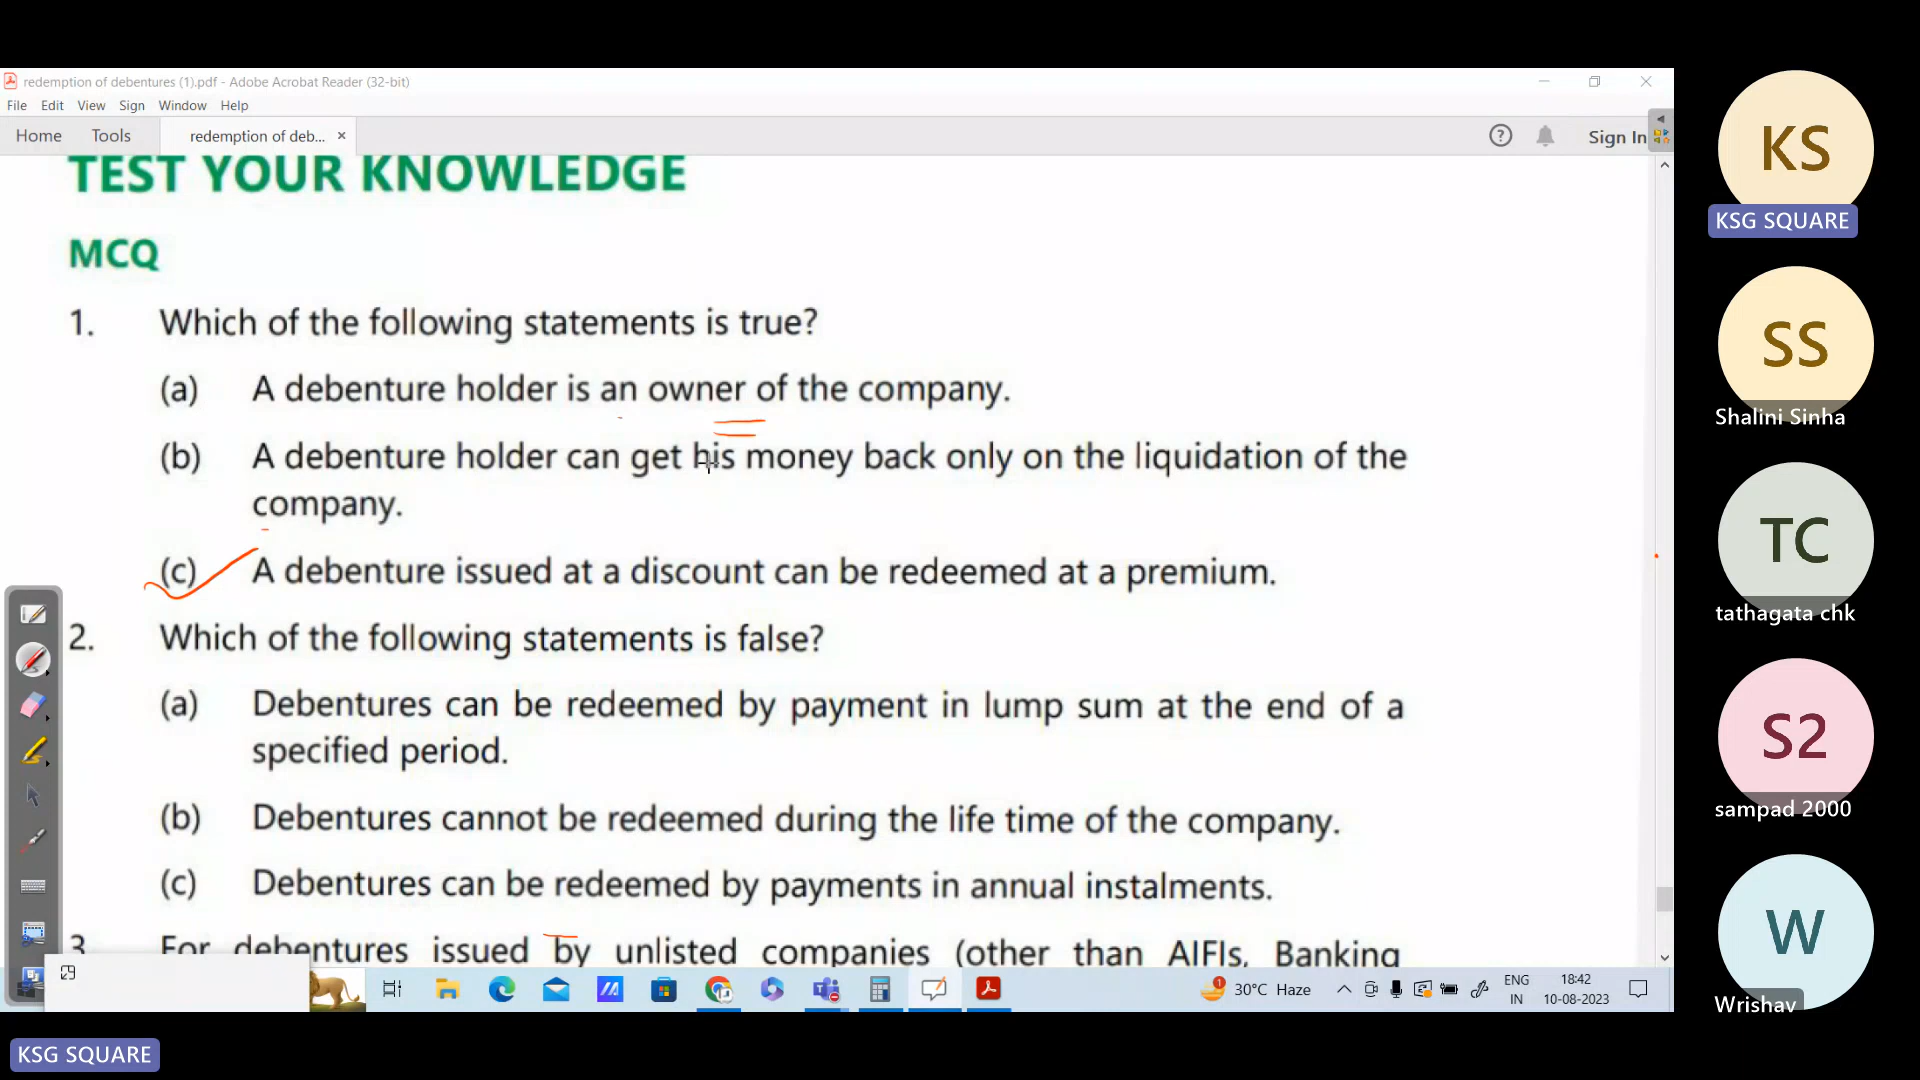 redemption of debentures (1).pdf - Adobe Acrobat Reader (32-bit)
File Edit View Sign Window Help
Home Tools redemption of deb... × Sign In
TEST YOUR KNOWLEDGE
MCQ
1. Which of the following statements is true?
(a) A debenture holder is an owner of the company.
(b) A debenture holder can get his money back only on the liquidation of the
company.
(c) A debenture issued at a discount can be redeemed at a premium.
2. Which of the following statements is false?
(a) Debentures can be redeemed by payment in lump sum at the end of a
specified period.
(b) Debentures cannot be redeemed during the life time of the company.
(c) Debentures can be redeemed by payments in annual instalments.
3. For debentures issued by unlisted companies (other than AIFIs, Banking
1 30°C Haze ENG
IN
18:42
10-08-2023
KS
KSG SQUARE
SS
Shalini Sinha
TC
tathagata chk
S2
sampad 2000
W
Wrishav
KSG SQUARE